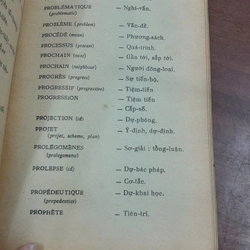 PROBLÉMATIQUE — Nghi-vấn.
(problematic)
PROBLÈME (problem) — Vấn-đề.
PROCÉDÉ (means) — Phương-sách.
PROCESSUS (process) — Quá-trình.
PROCHAIN (near) — Gần tới, sắp tới.
PROCHAIN (neighbour) — Người đồng-loại.
PROGRÈS (progress) — Sự tiến-bộ.
PROGRESSIF (progressive) — Tiệm-tiến
PROGRESSION — Tiệm tiến
— Cấp-số.
PROJECTION (id) — Dự-phóng.
PROJET — Ý-định, dự-định.
(project, scheme, plan)
PROLÉGOMÈNES — Sơ-giải ; tổng-luận.
(prolegomena)
PROLEPSE (id) — Dự-bác pháp.
— Cơ-tắc.
PROPÉDEUTIQUE — Dự-khai học.
(propedeutics)
PROPHÈTE — Tiên-tri.